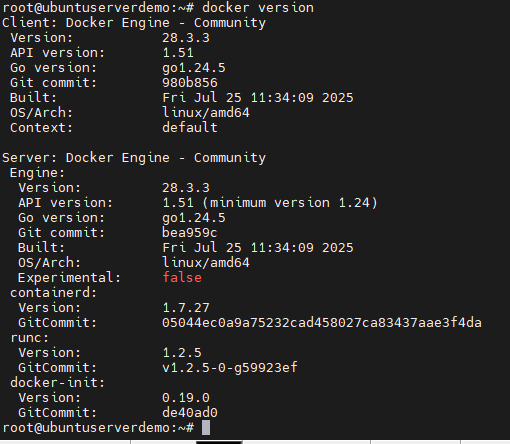 root@ubuntuserverdemo:~# docker version
Client: Docker Engine - Community
 Version:           28.3.3
 API version:       1.51
 Go version:        go1.24.5
 Git commit:        980b856
 Built:             Fri Jul 25 11:34:09 2025
 OS/Arch:           linux/amd64
 Context:           default

Server: Docker Engine - Community
 Engine:
  Version:          28.3.3
  API version:      1.51 (minimum version 1.24)
  Go version:       go1.24.5
  Git commit:       bea959c
  Built:            Fri Jul 25 11:34:09 2025
  OS/Arch:          linux/amd64
  Experimental:     false
 containerd:
  Version:          1.7.27
  GitCommit:        05044ec0a9a75232cad458027ca83437aae3f4da
 runc:
  Version:          1.2.5
  GitCommit:        v1.2.5-0-g59923ef
 docker-init:
  Version:          0.19.0
  GitCommit:        de40ad0
root@ubuntuserverdemo:~#